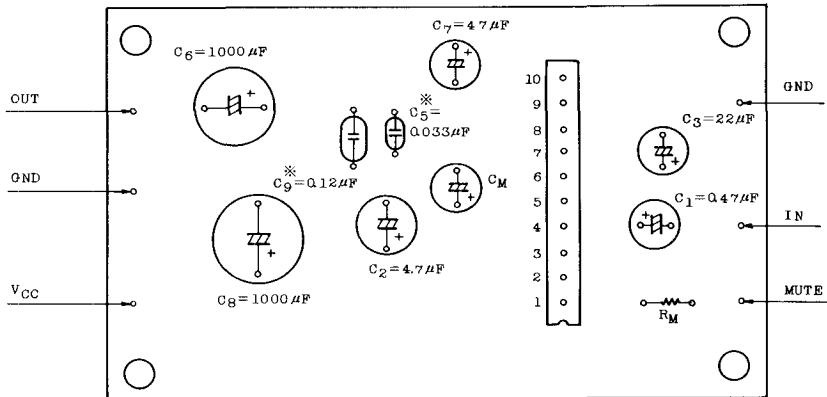 C7=47µF
C6=1000µF
10
OUT
9
GND
※
C5=
0.033µF
8
C3=22µF
7
GND
※
C9=0.12µF
6
CM
5
C1=0.47µF
4
IN
3
C2=4.7µF
2
VCC
C8=1000µF
1
RM
MUTE